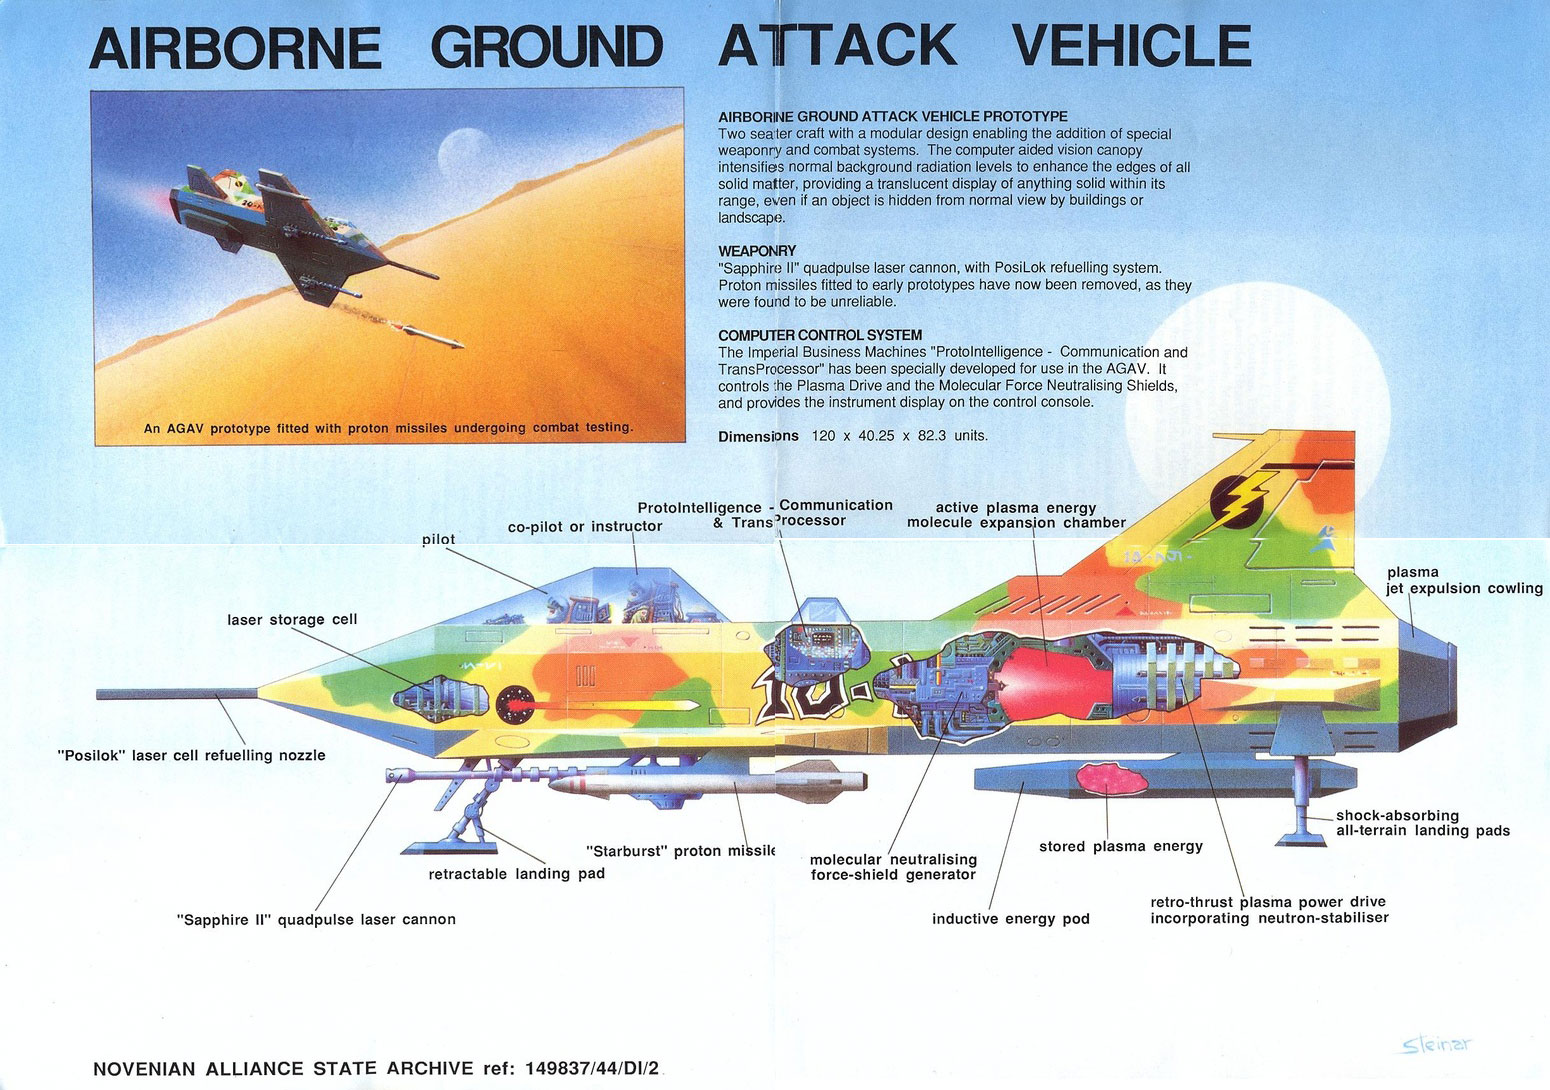 AIRBORNE GROUND ATTACK VEHICLE
An AGAV prototype fitted with proton missiles undergoing combat testing.
AIRBORNE GROUND ATTACK VEHICLE PROTOTYPE
Two seater craft with a modular design enabling the addition of special
weaponry and combat systems. The computer aided vision canopy
intensifies normal background radiation levels to enhance the edges of all
solid matter, providing a translucent display of anything solid within its
range, even if an object is hidden from normal view by buildings or
landscape.
WEAPONRY
"Sapphire II" quadpulse laser cannon, with PosiLok refuelling system.
Proton missiles fitted to early prototypes have now been removed, as they
were found to be unreliable.
COMPUTER CONTROL SYSTEM
The Imperial Business Machines "ProtoIntelligence - Communication and
TransProcessor" has been specially developed for use in the AGAV. It
controls the Plasma Drive and the Molecular Force Neutralising Shields,
and provides the instrument display on the control console.
Dimensions 120 x 40.25 x 82.3 units.
pilot
co-pilot or instructor
ProtoIntelligence - Communication
& TransProcessor
active plasma energy
molecule expansion chamber
plasma
jet expulsion cowling
laser storage cell
10-
"Posilok" laser cell refuelling nozzle
"Sapphire II" quadpulse laser cannon
retractable landing pad
"Starburst" proton missile
molecular neutralising
force-shield generator
inductive energy pod
stored plasma energy
retro-thrust plasma power drive
incorporating neutron-stabiliser
shock-absorbing
all-terrain landing pads
NOVENIAN ALLIANCE STATE ARCHIVE ref: 149837/44/DI/2
Steinar